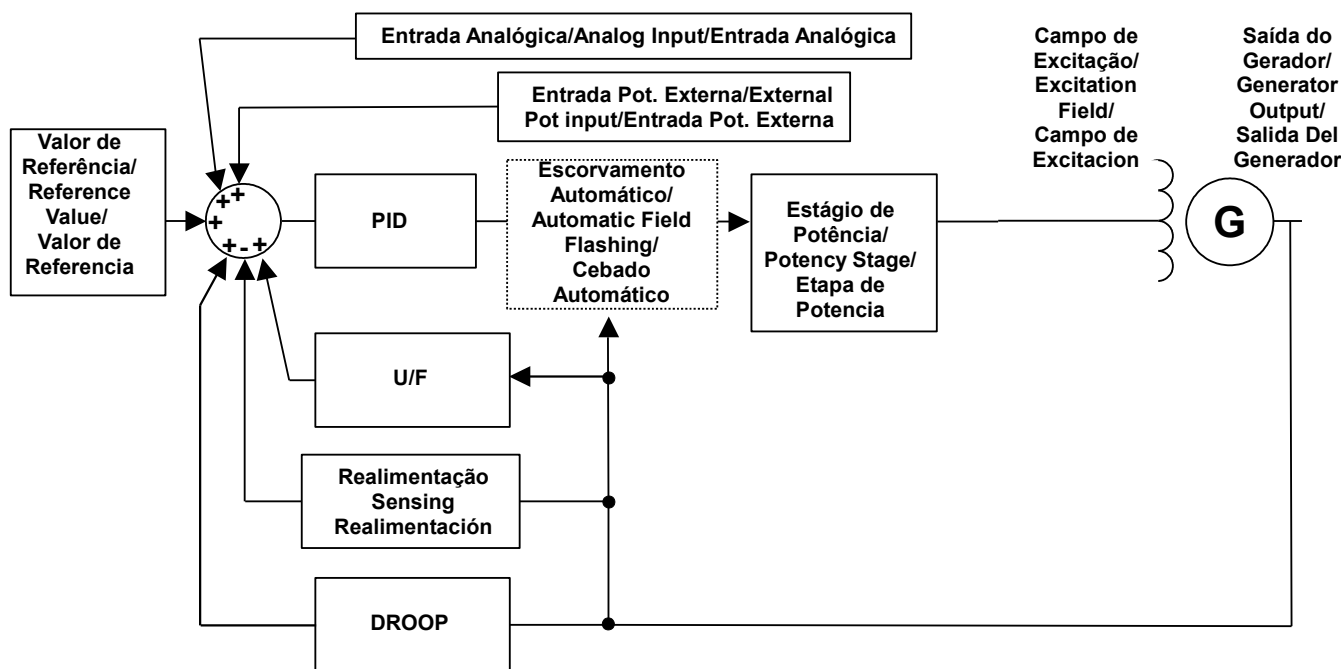 Entrada Analógica/Analog Input/Entrada Analógica
Entrada Pot. Externa/External
Pot input/Entrada Pot. Externa
Campo de
Excitação/
Excitation
Field/
Campo de
Excitacion
Saída do
Gerador/
Generator
Output/
Salida Del
Generador
Valor de
Referência/
Reference
Value/
Valor de
Referencia
+
+
+
+
-
+
PID
Escorvamento
Automático/
Automatic Field
Flashing/
Cebado
Automático
Estágio de
Potência/
Potency Stage/
Etapa de
Potencia
G
U/F
Realimentação
Sensing
Realimentación
DROOP